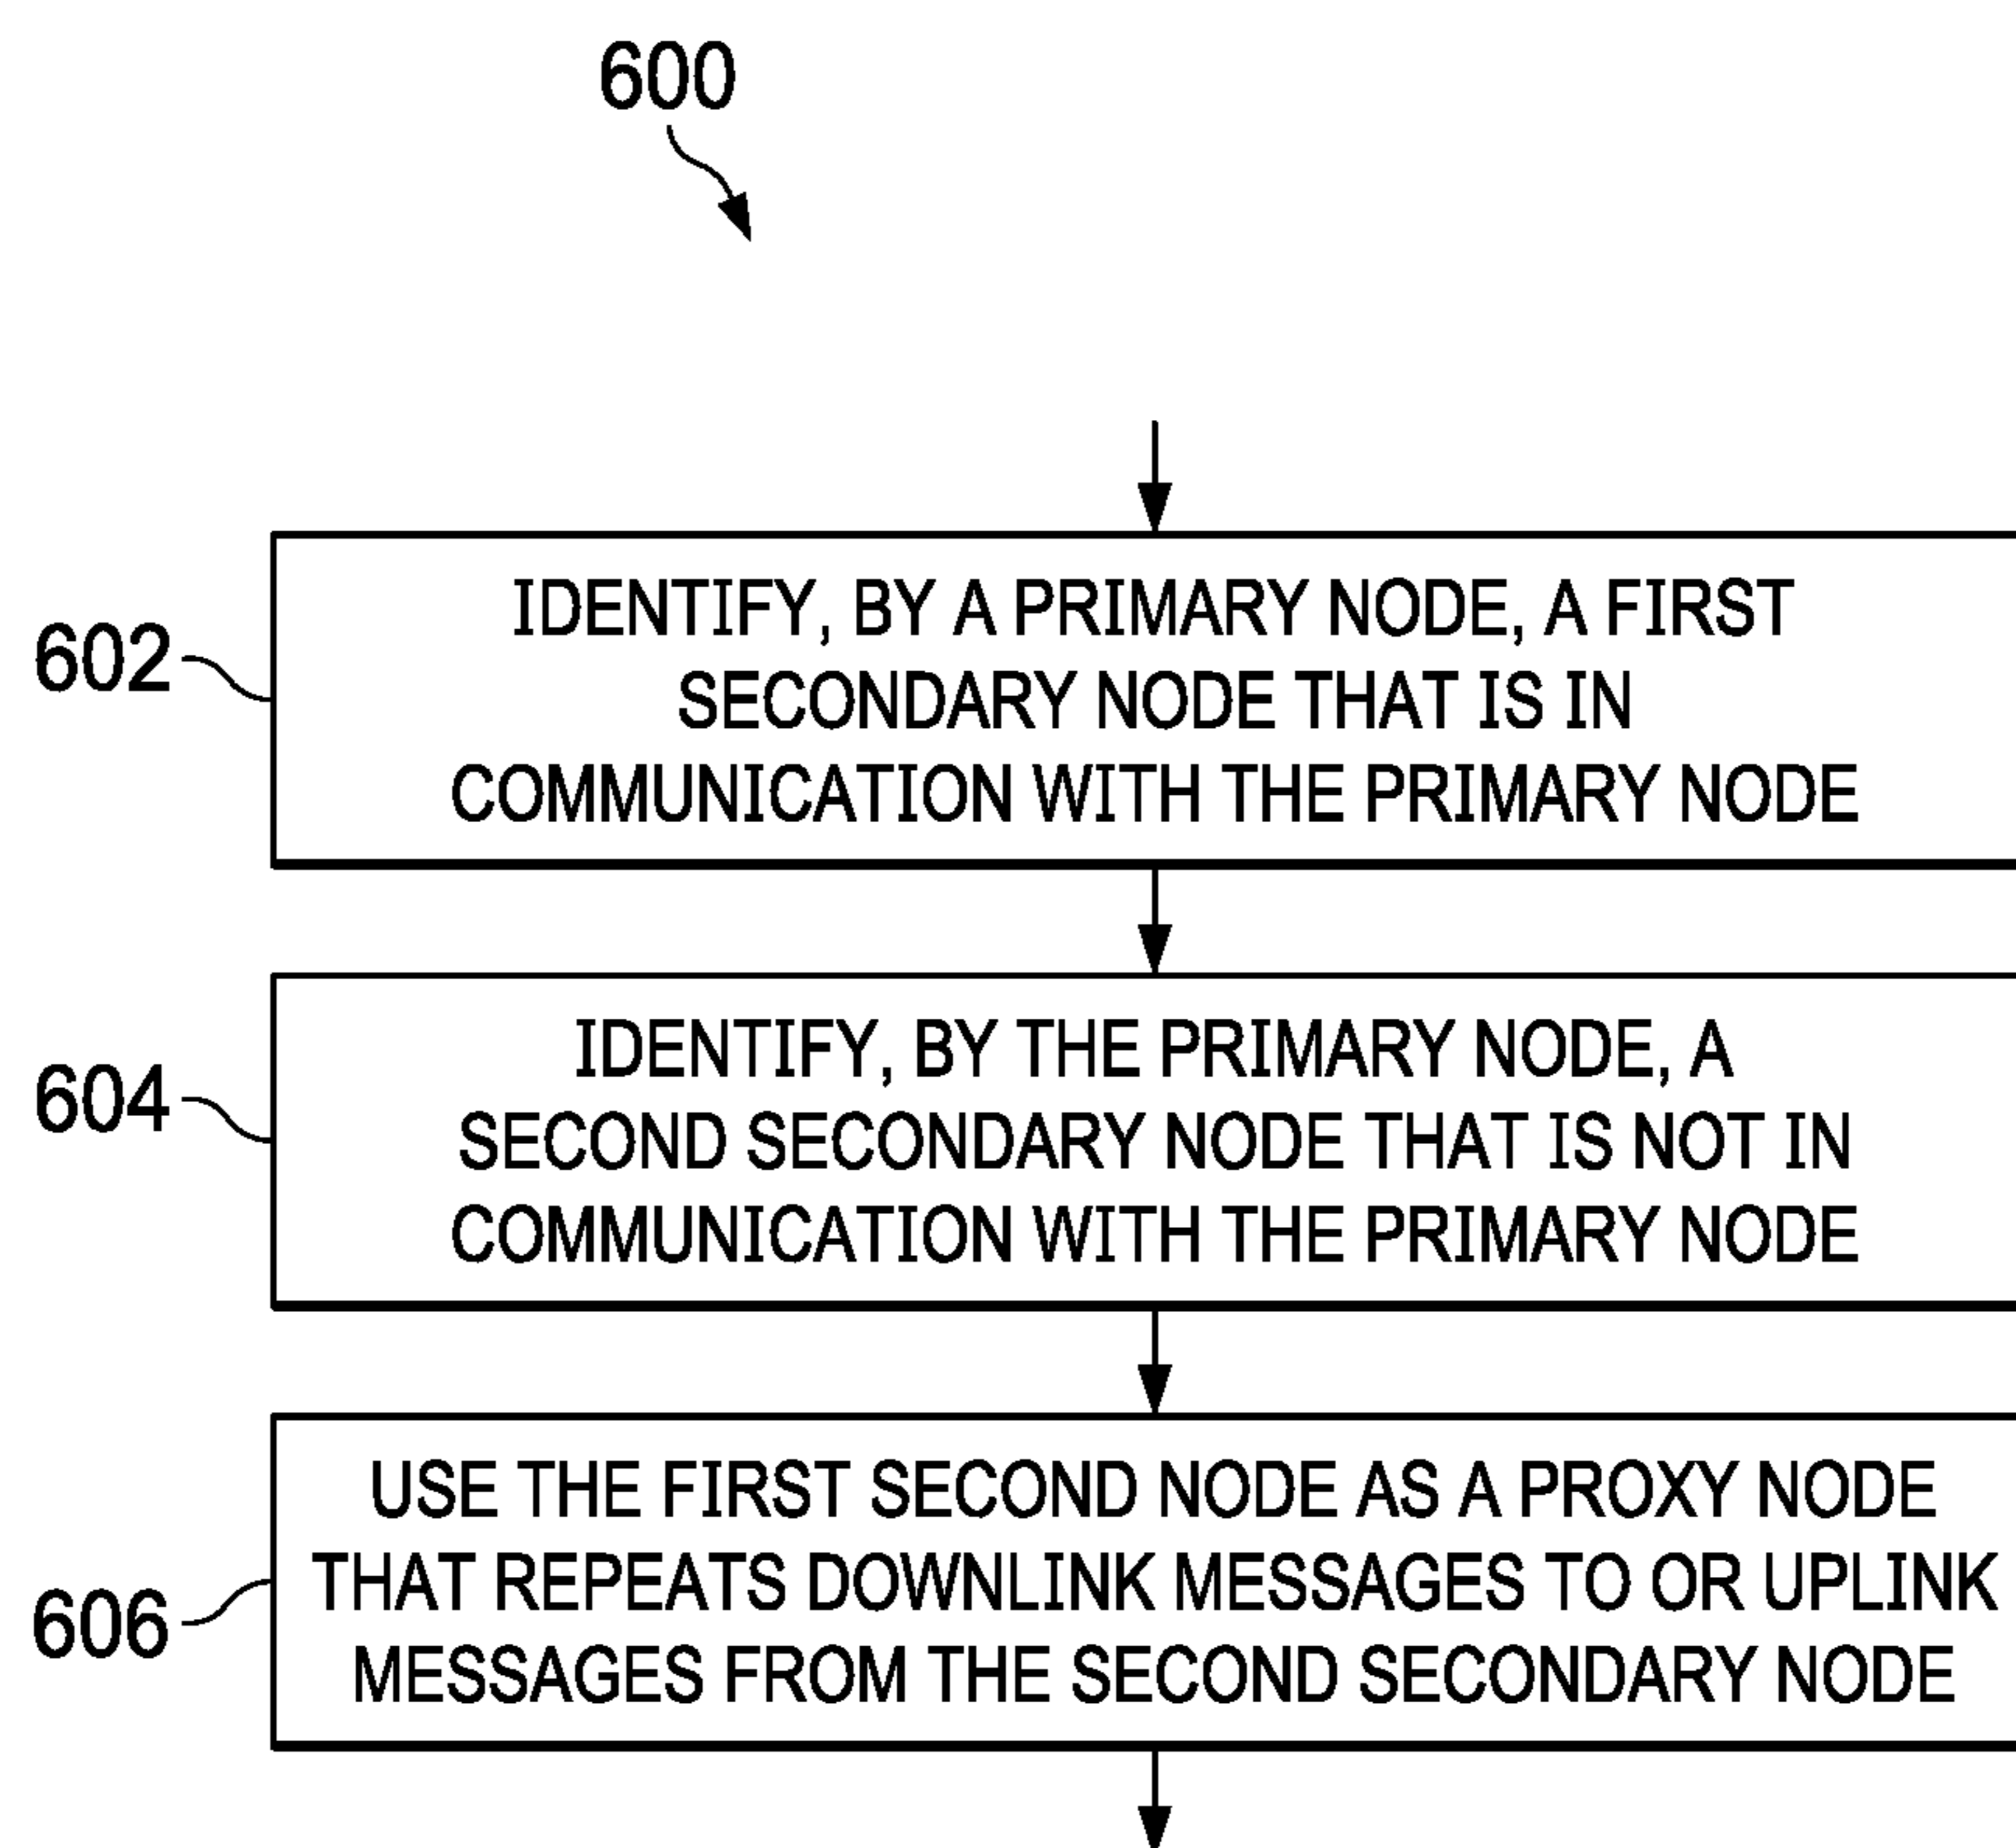 600
602
IDENTIFY, BY A PRIMARY NODE, A FIRST
SECONDARY NODE THAT IS IN
COMMUNICATION WITH THE PRIMARY NODE
604
IDENTIFY, BY THE PRIMARY NODE, A
SECOND SECONDARY NODE THAT IS NOT IN
COMMUNICATION WITH THE PRIMARY NODE
606
USE THE FIRST SECOND NODE AS A PROXY NODE
THAT REPEATS DOWNLINK MESSAGES TO OR UPLINK
MESSAGES FROM THE SECOND SECONDARY NODE